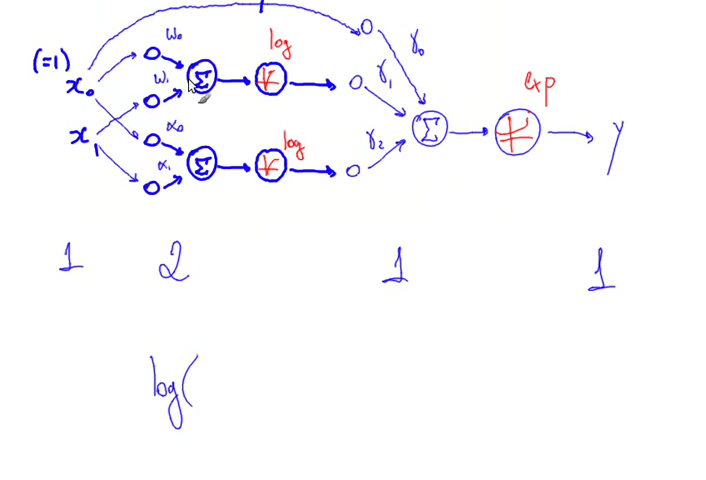 (=1)
x₀
x₁
w₀
w₁
α₀
α₁
Σ
Σ
log
log
γ₀
γ₁
γ₂
Σ
exp
y
1 2 1 1
log(